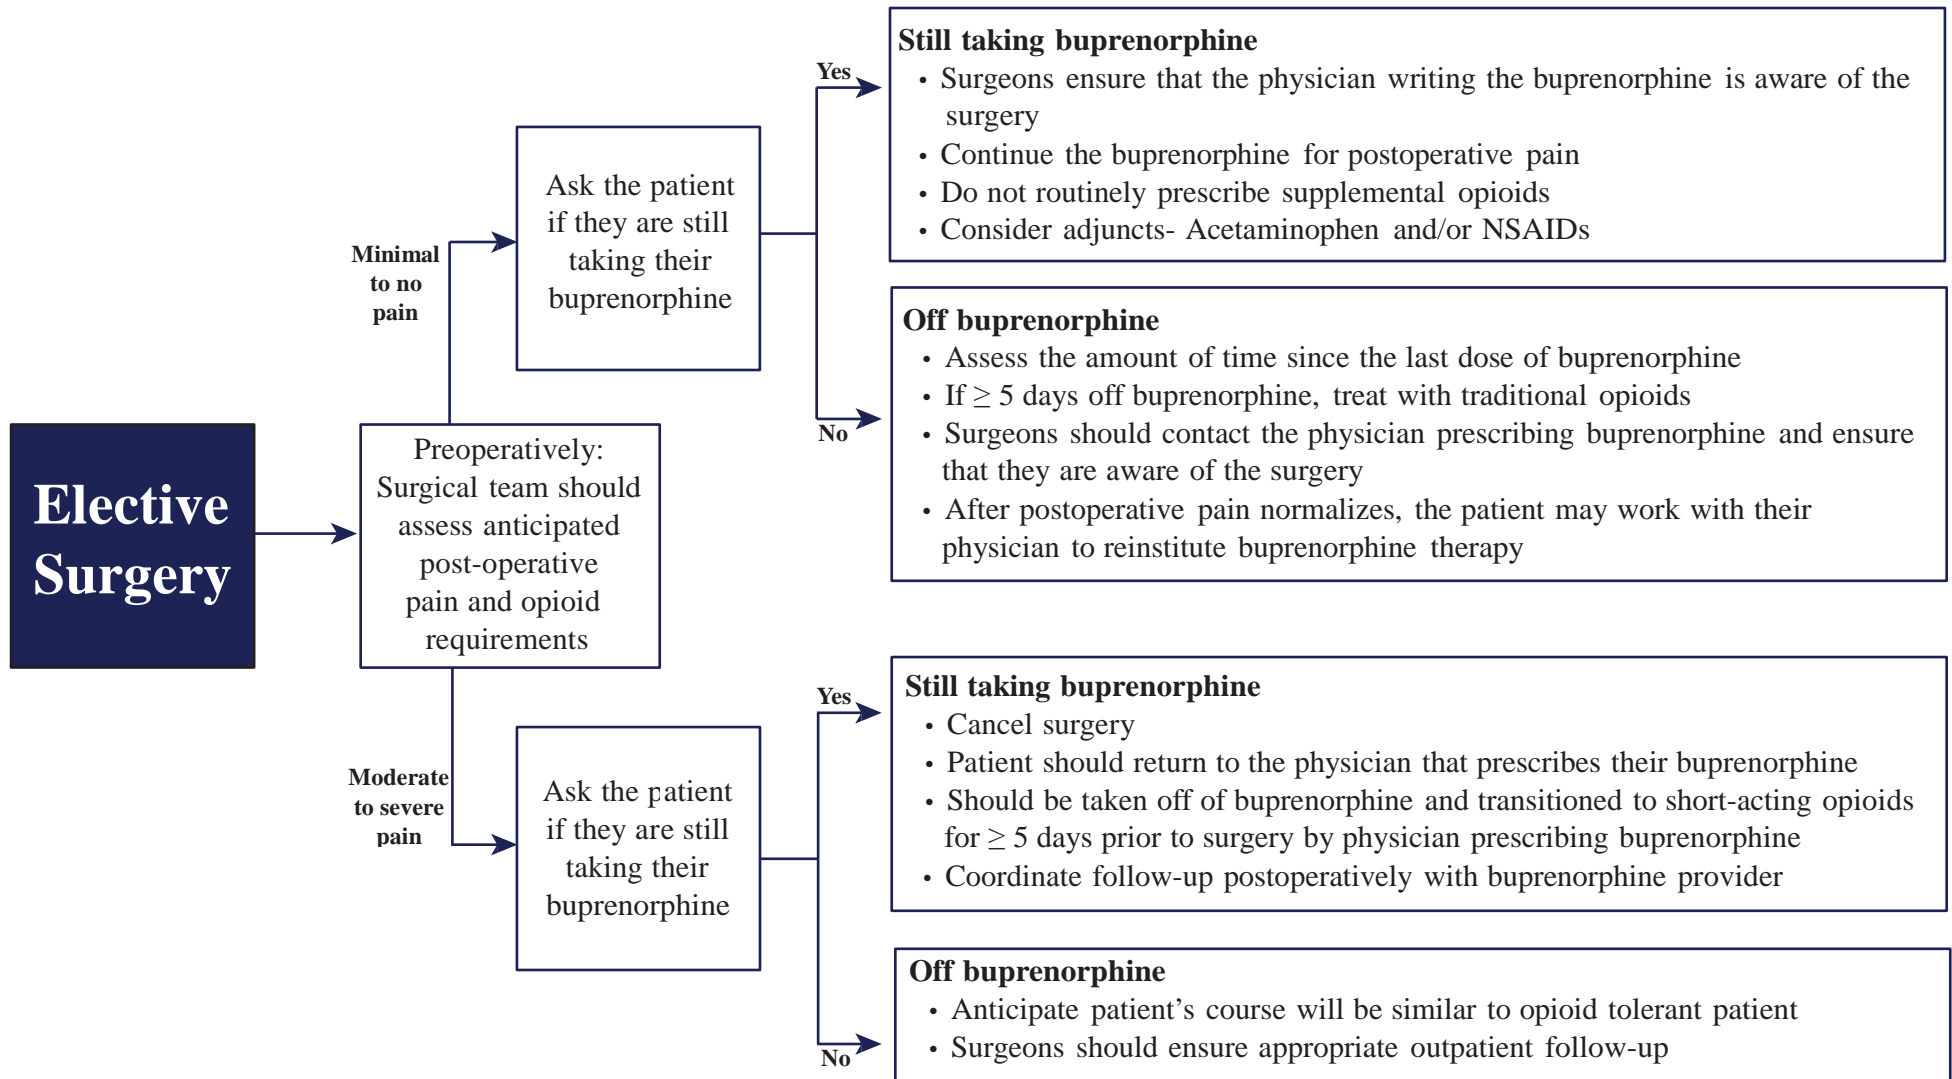 Elective
Surgery
Preoperatively:
Surgical team should
assess anticipated
post-operative
pain and opioid
requirements
Minimal
to no
pain
Ask the patient
if they are still
taking their
buprenorphine
Yes
Still taking buprenorphine
• Surgeons ensure that the physician writing the buprenorphine is aware of the
surgery
• Continue the buprenorphine for postoperative pain
• Do not routinely prescribe supplemental opioids
• Consider adjuncts- Acetaminophen and/or NSAIDs
No
Off buprenorphine
• Assess the amount of time since the last dose of buprenorphine
• If ≥ 5 days off buprenorphine, treat with traditional opioids
• Surgeons should contact the physician prescribing buprenorphine and ensure
that they are aware of the surgery
• After postoperative pain normalizes, the patient may work with their
physician to reinstitute buprenorphine therapy
Moderate
to severe
pain
Ask the patient
if they are still
taking their
buprenorphine
Yes
Still taking buprenorphine
• Cancel surgery
• Patient should return to the physician that prescribes their buprenorphine
• Should be taken off of buprenorphine and transitioned to short-acting opioids
for ≥ 5 days prior to surgery by physician prescribing buprenorphine
• Coordinate follow-up postoperatively with buprenorphine provider
No
Off buprenorphine
• Anticipate patient’s course will be similar to opioid tolerant patient
• Surgeons should ensure appropriate outpatient follow-up